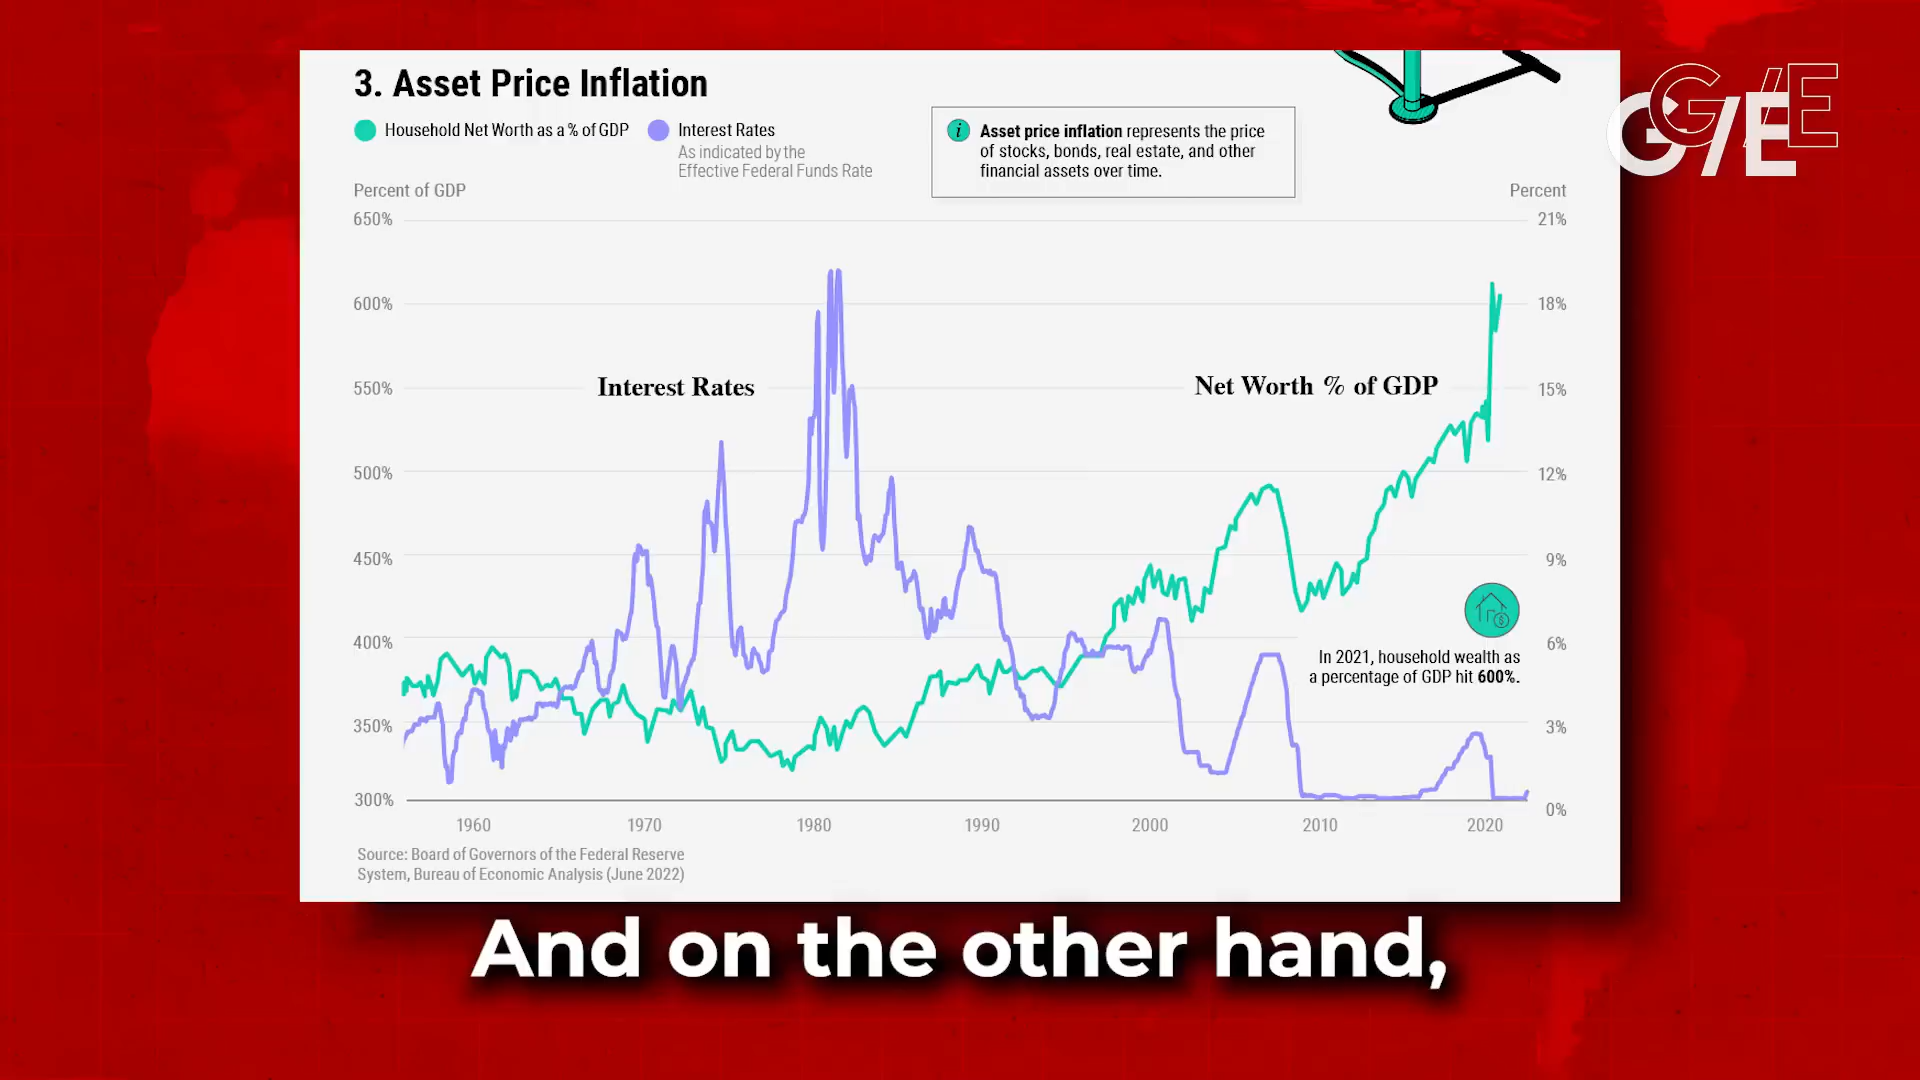 3. Asset Price Inflation
Household Net Worth as a % of GDP
Interest Rates
As indicated by the
Effective Federal Funds Rate
i
Asset price inflation represents the price
of stocks, bonds, real estate, and other
financial assets over time.
G/E
G/E
Percent of GDP
Percent
650%
21%
600%
18%
Interest Rates
Net Worth % of GDP
550%
15%
500%
12%
450%
9%
400%
6%
$
In 2021, household wealth as
a percentage of GDP hit 600%.
350%
3%
300%
0%
1960 1970 1980 1990 2000 2010 2020
Source: Board of Governors of the Federal Reserve
System, Bureau of Economic Analysis (June 2022)
And on the other hand,